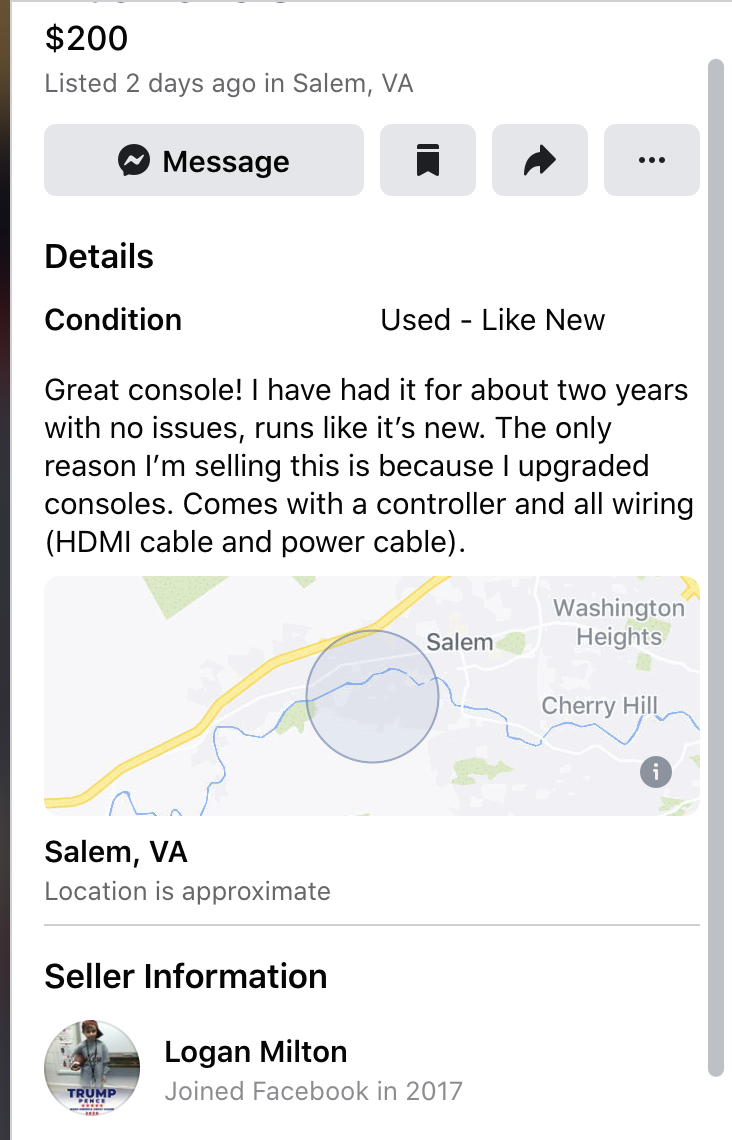 $200
Listed 2 days ago in Salem, VA
Message
Details
Condition Used - Like New
Great console! I have had it for about two years
with no issues, runs like it’s new. The only
reason I’m selling this is because I upgraded
consoles. Comes with a controller and all wiring
(HDMI cable and power cable).
Washington
Heights
Salem
Cherry Hill
Salem, VA
Location is approximate
Seller Information
Logan Milton
Joined Facebook in 2017
TRUMP
PENCE